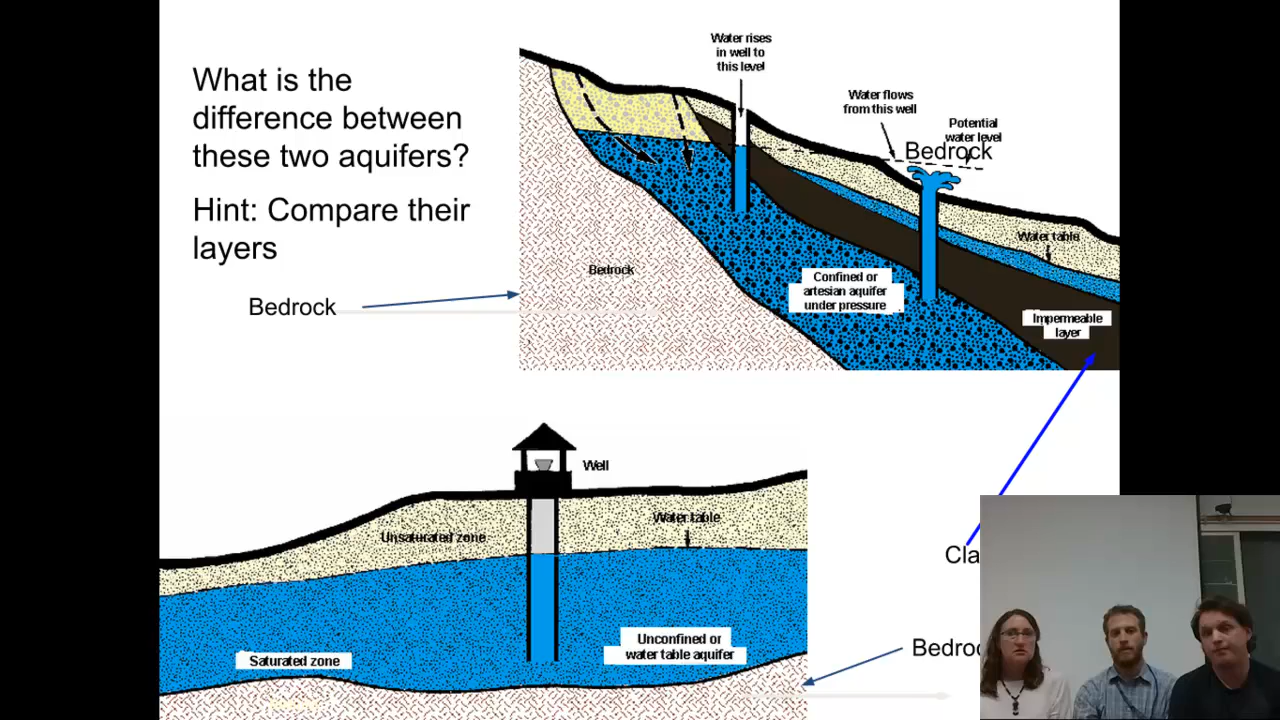 What is the
difference between
these two aquifers?
Hint: Compare their
layers
Bedrock
Water rises
in well to
this level
Water flows
from this well
Potential
water level
Bedrock
Water table
Bedrock
Confined or
artesian aquifer
under pressure
Impermeable
layer
Well
Water table
Unsaturated zone
Cla
Unconfined or
water table aquifer
Saturated zone
Bedroc